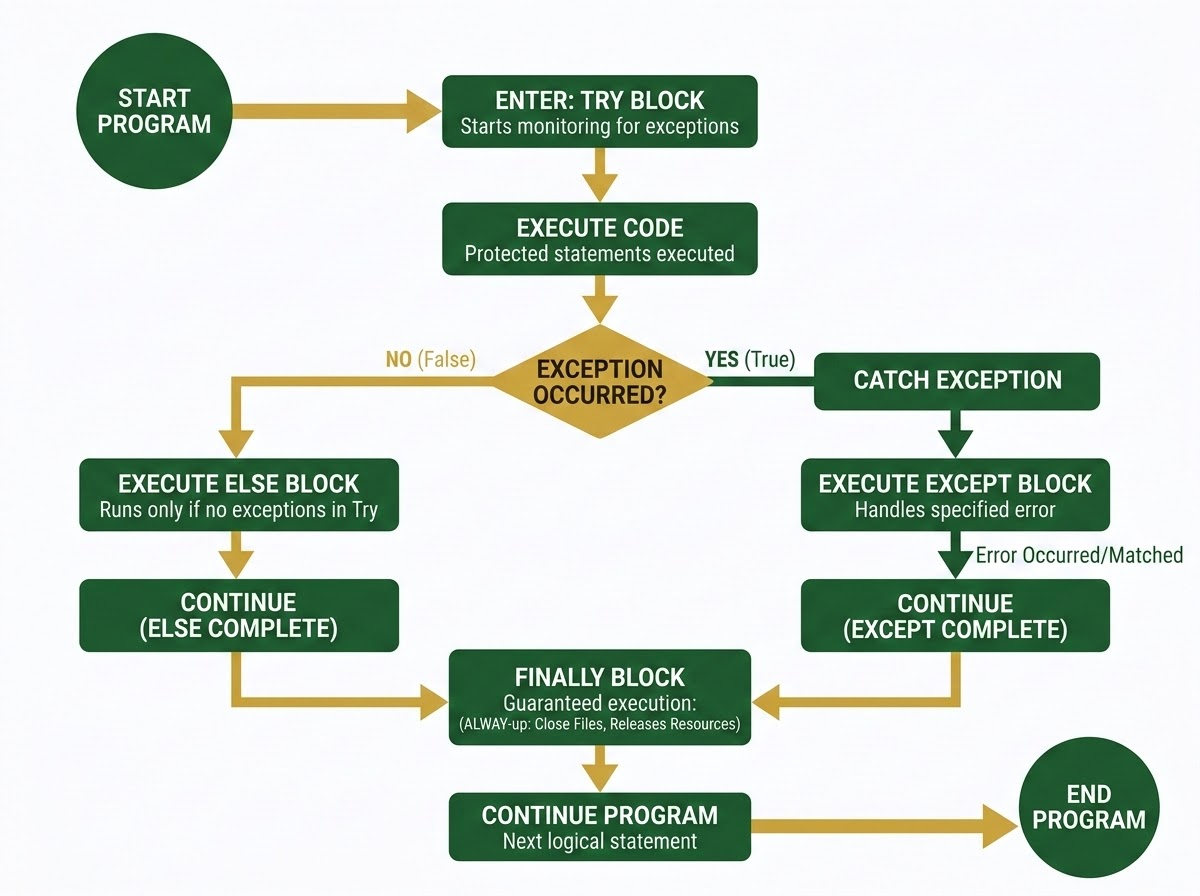 START
PROGRAM
ENTER: TRY BLOCK
Starts monitoring for exceptions
EXECUTE CODE
Protected statements executed
EXCEPTION
OCCURRED?
NO (False)
YES (True)
CATCH EXCEPTION
EXECUTE ELSE BLOCK
Runs only if no exceptions in Try
EXECUTE EXCEPT BLOCK
Handles specified error
Error Occurred/Matched
CONTINUE
(ELSE COMPLETE)
CONTINUE
(EXCEPT COMPLETE)
FINALLY BLOCK
Guaranteed execution:
(ALWAY-up: Close Files, Releases Resources)
CONTINUE PROGRAM
Next logical statement
END
PROGRAM